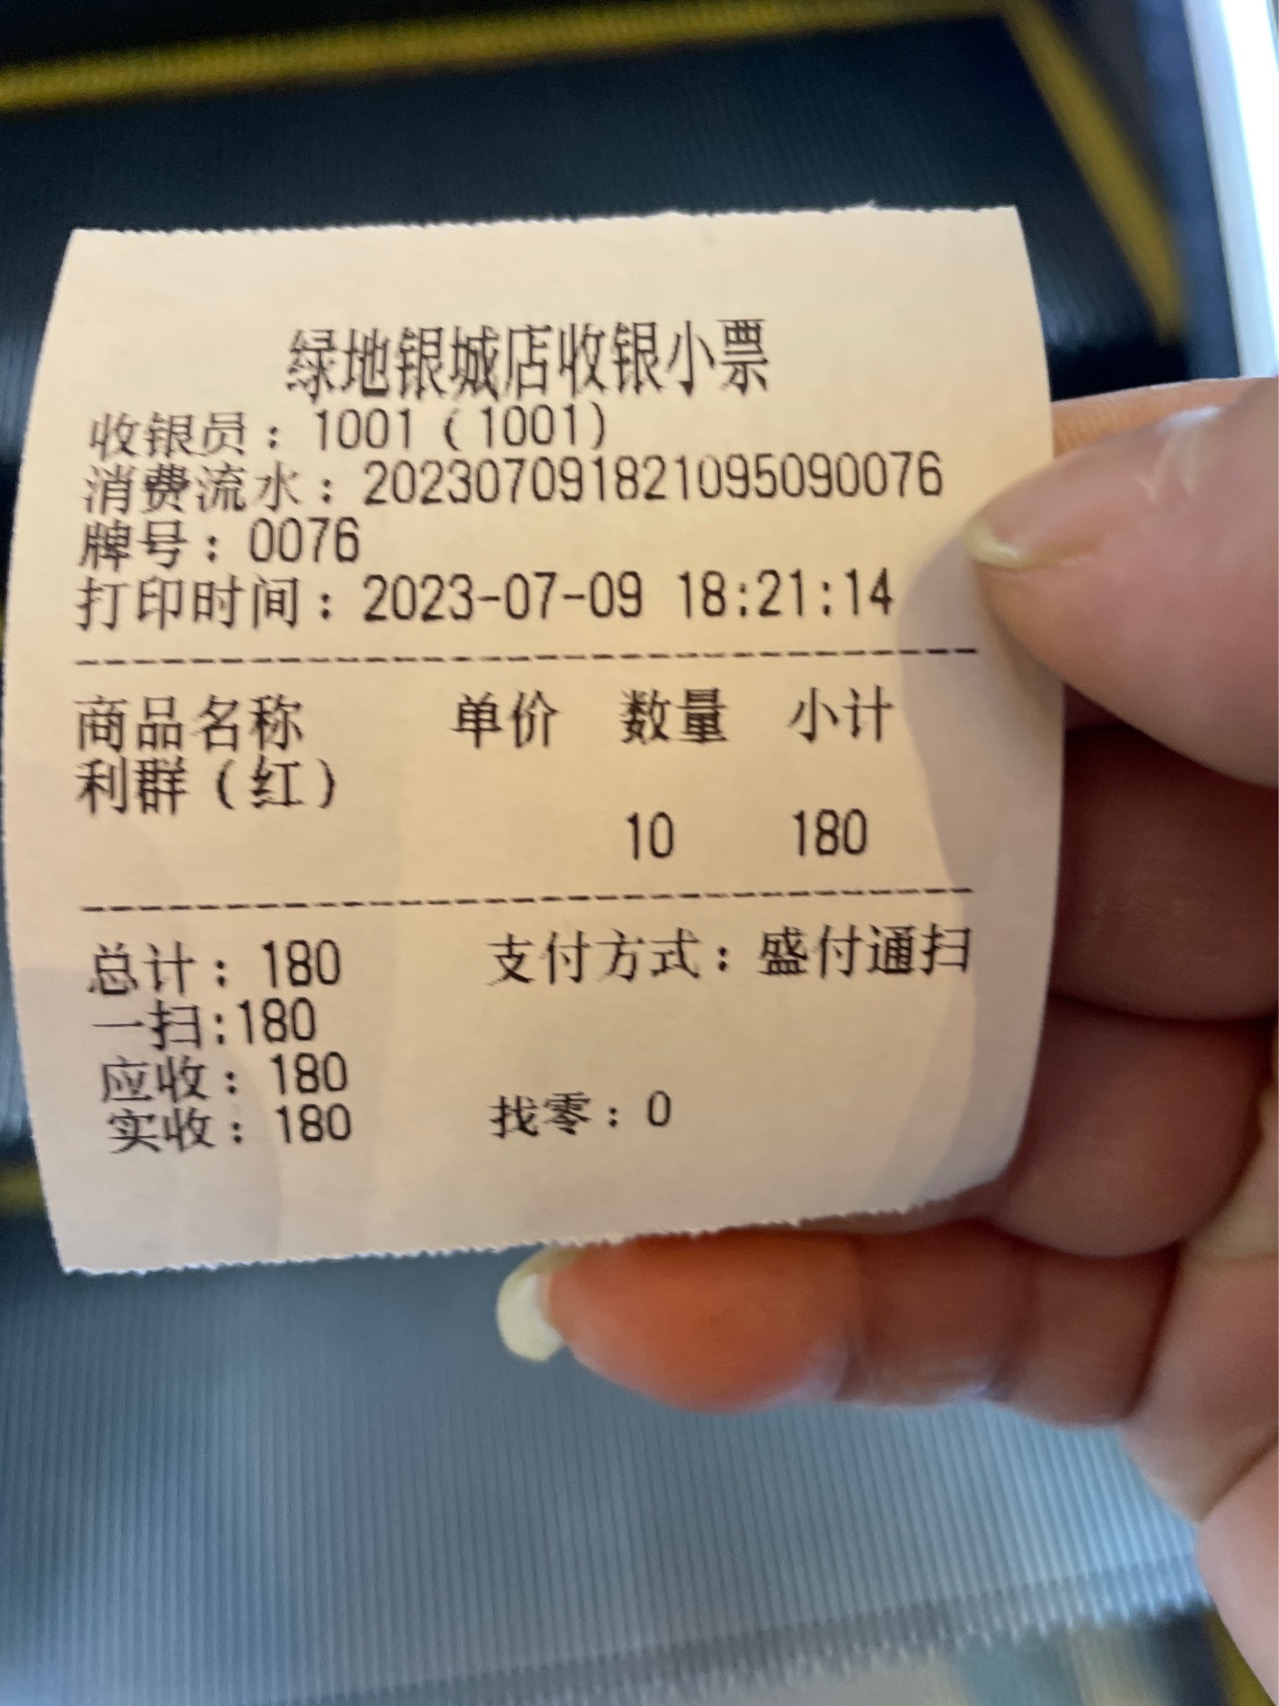 绿地银城店收银小票
收银员：1001（1001）
消费流水：202307091821095090076
牌号：0076
打印时间：2023-07-09 18:21:14
商品名称 单价 数量 小计
利群（红）
10 180
总计：180 支付方式：盛付通扫
一扫:180
应收：180
实收：180 找零：0